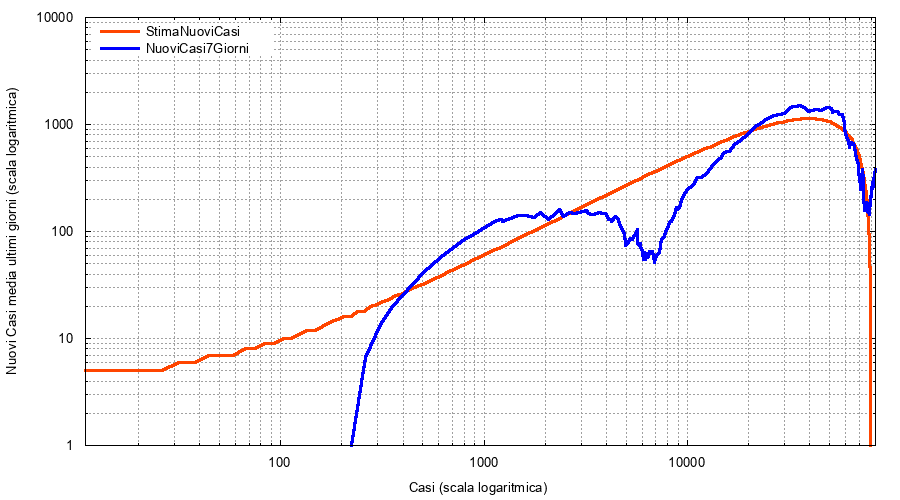 10000
StimaNuoviCasi
NuoviCasi7Giorni
1000
100
10
1
Nuovi Casi media ultimi giorni (scala logaritmica)
100
1000
10000
Casi (scala logaritmica)